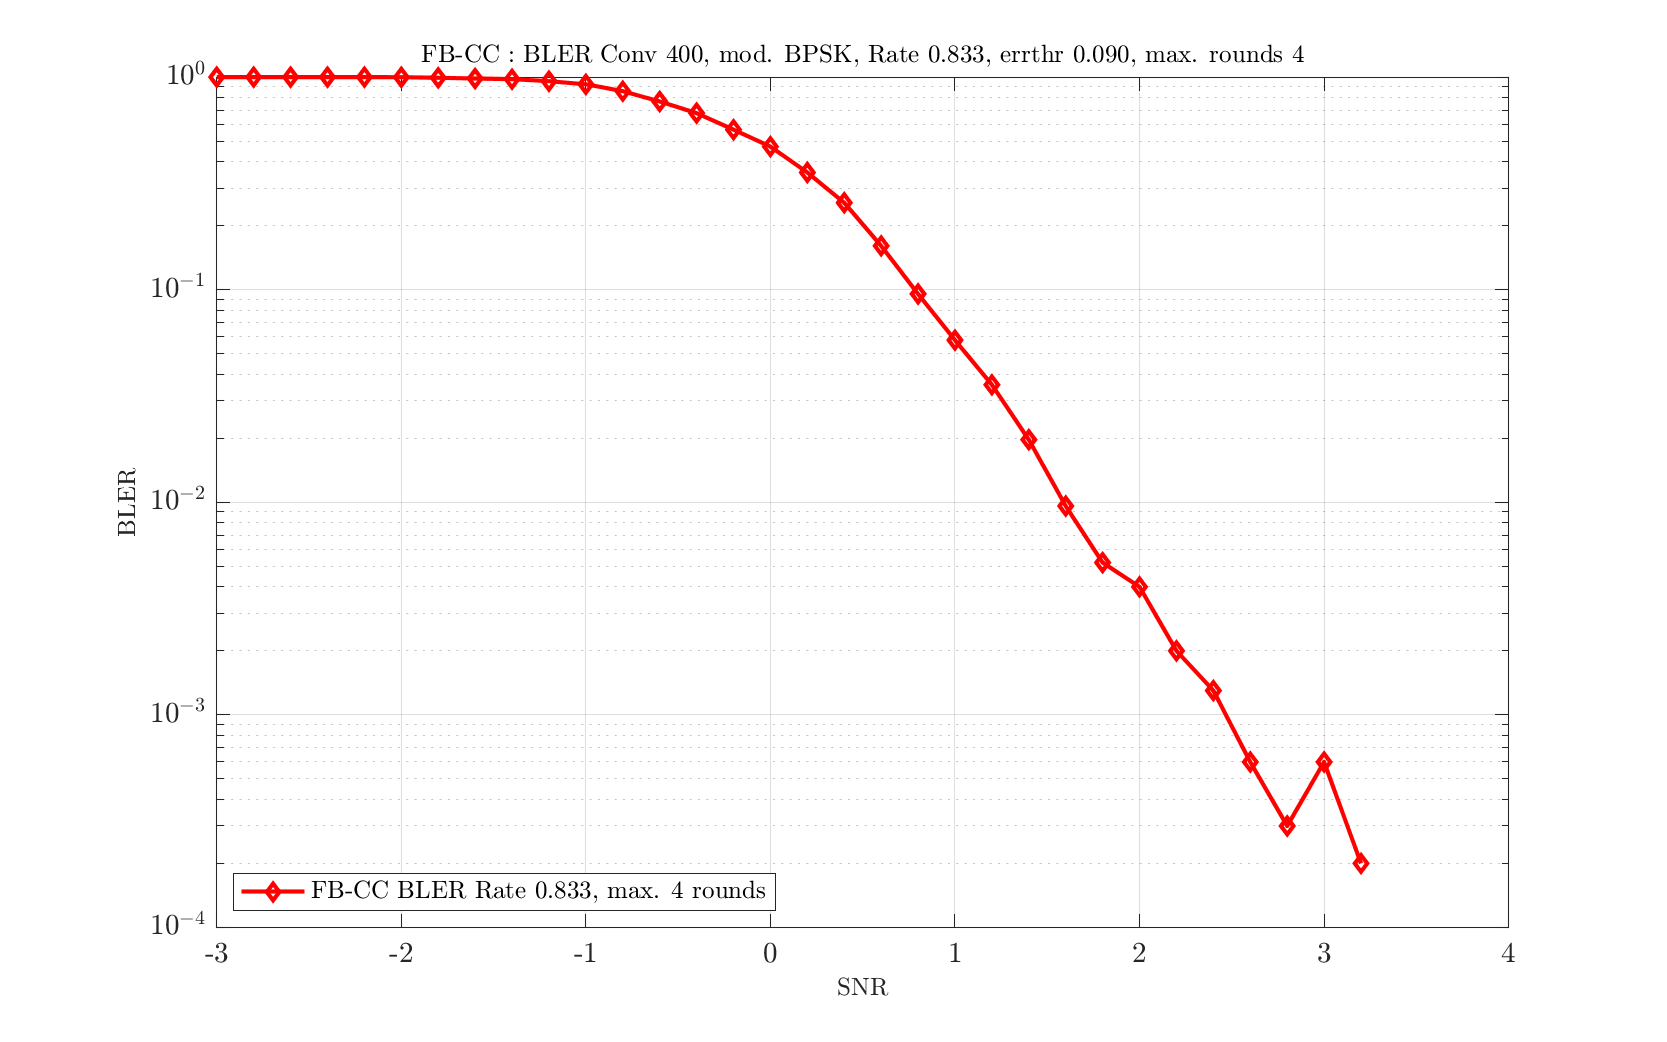 FB-CC : BLER Conv 400, mod. BPSK, Rate 0.833, errthr 0.090, max. rounds 4
10^0
10^{-1}
10^{-2}
10^{-3}
10^{-4}
BLER
FB-CC BLER Rate 0.833, max. 4 rounds
-3 -2 -1 0 1 2 3 4
SNR